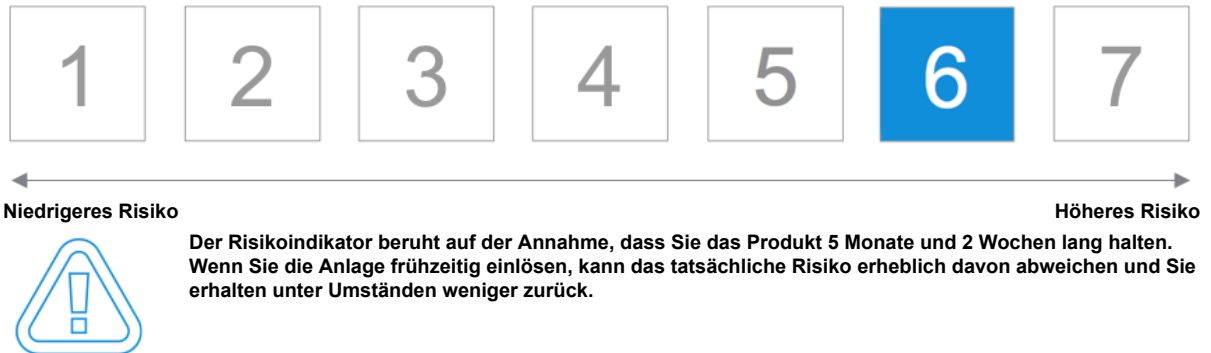 1 2 3 4 5 6 7
Niedrigeres Risiko Höheres Risiko
Der Risikoindikator beruht auf der Annahme, dass Sie das Produkt 5 Monate und 2 Wochen lang halten.
Wenn Sie die Anlage frühzeitig einlösen, kann das tatsächliche Risiko erheblich davon abweichen und Sie
erhalten unter Umständen weniger zurück.